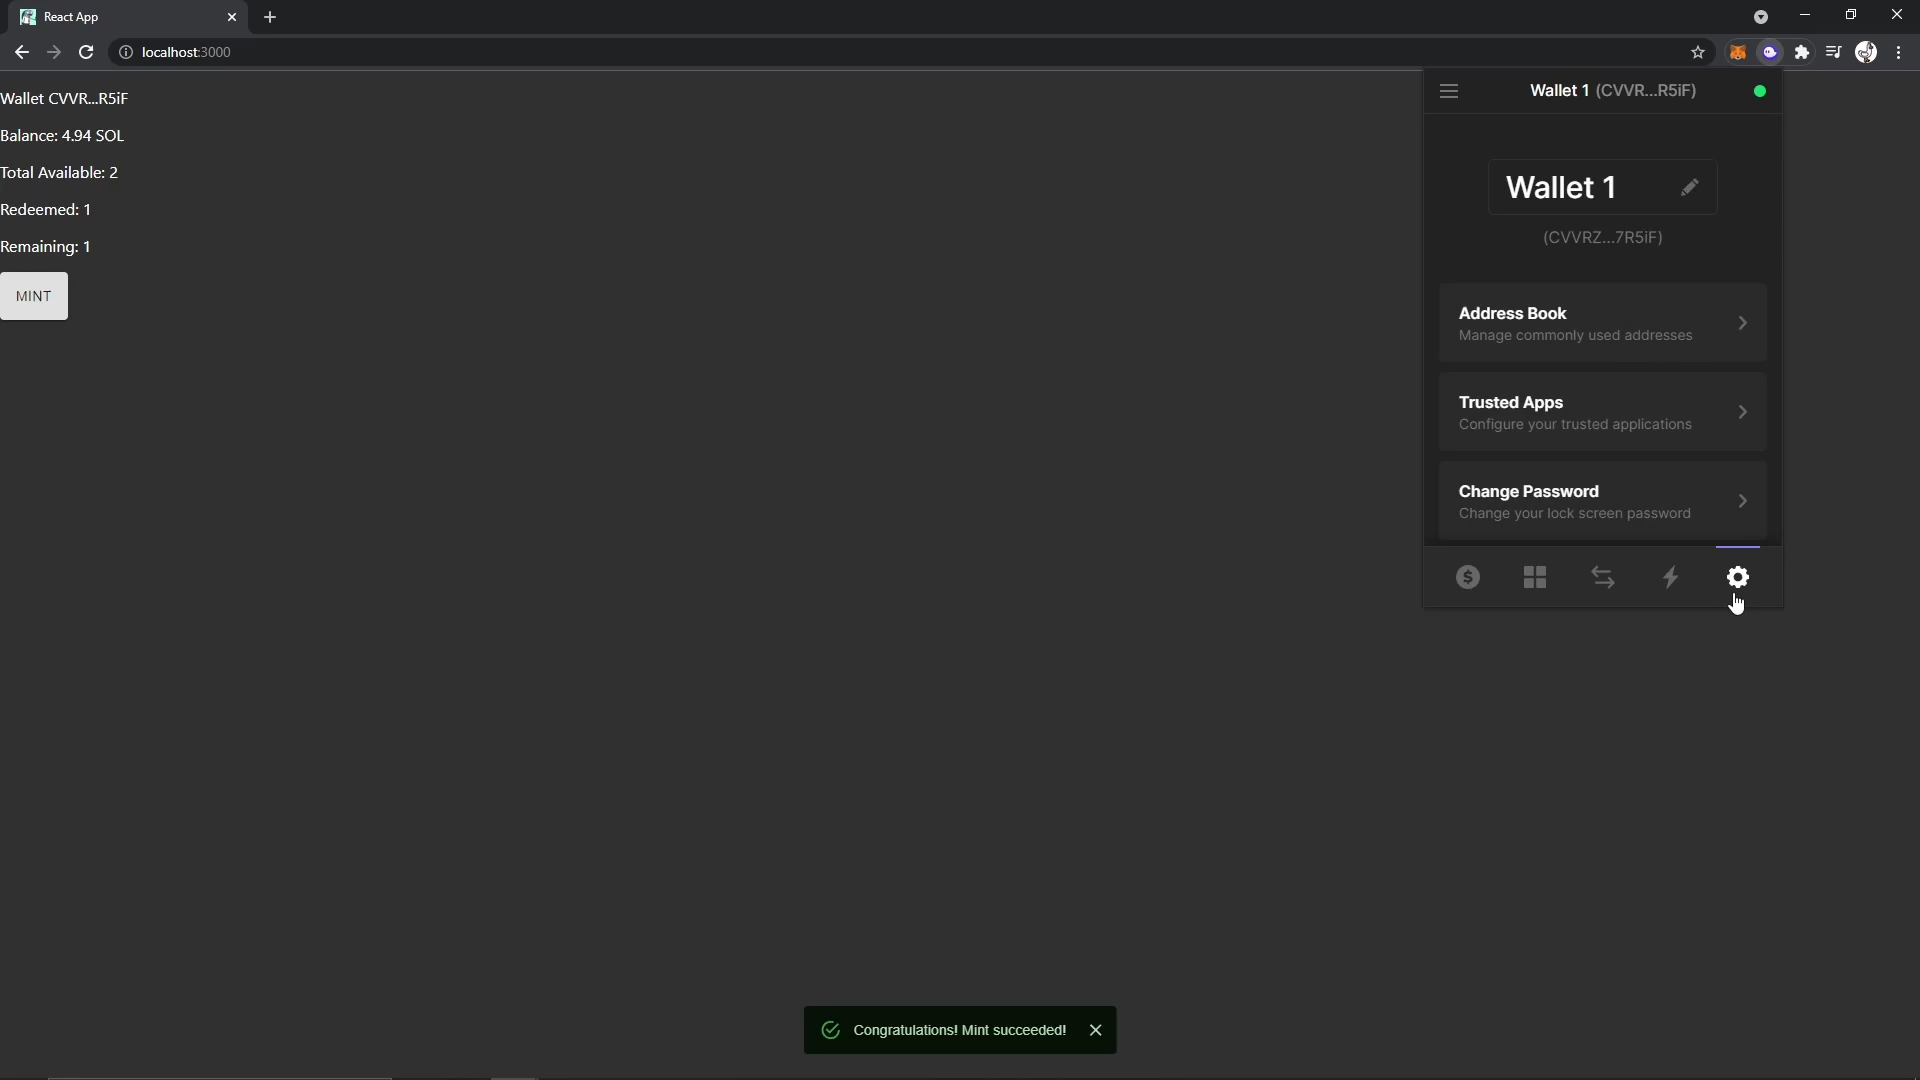 React App
localhost:3000
Wallet CVVR...R5iF
Balance: 4.94 SOL
Total Available: 2
Redeemed: 1
Remaining: 1
MINT
Wallet 1 (CVVR...R5iF)
Wallet 1
(CVVRZ...7R5iF)
Address Book
Manage commonly used addresses
Trusted Apps
Configure your trusted applications
Change Password
Change your lock screen password
Congratulations! Mint succeeded!